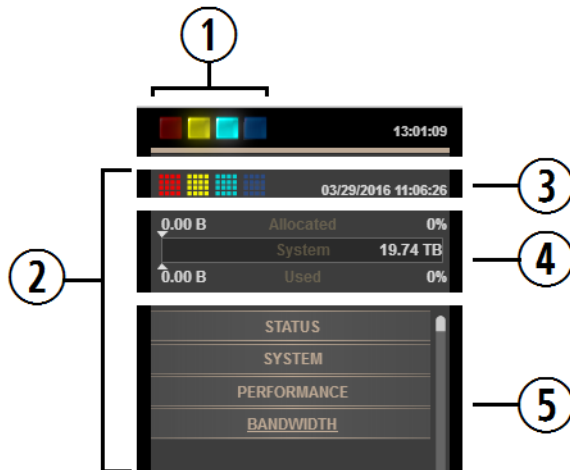 1
13:01:09
03/29/2016 11:06:26
3
0.00 B Allocated 0%
System 19.74 TB
0.00 B Used 0%
2
4
STATUS
SYSTEM
PERFORMANCE
BANDWIDTH
5